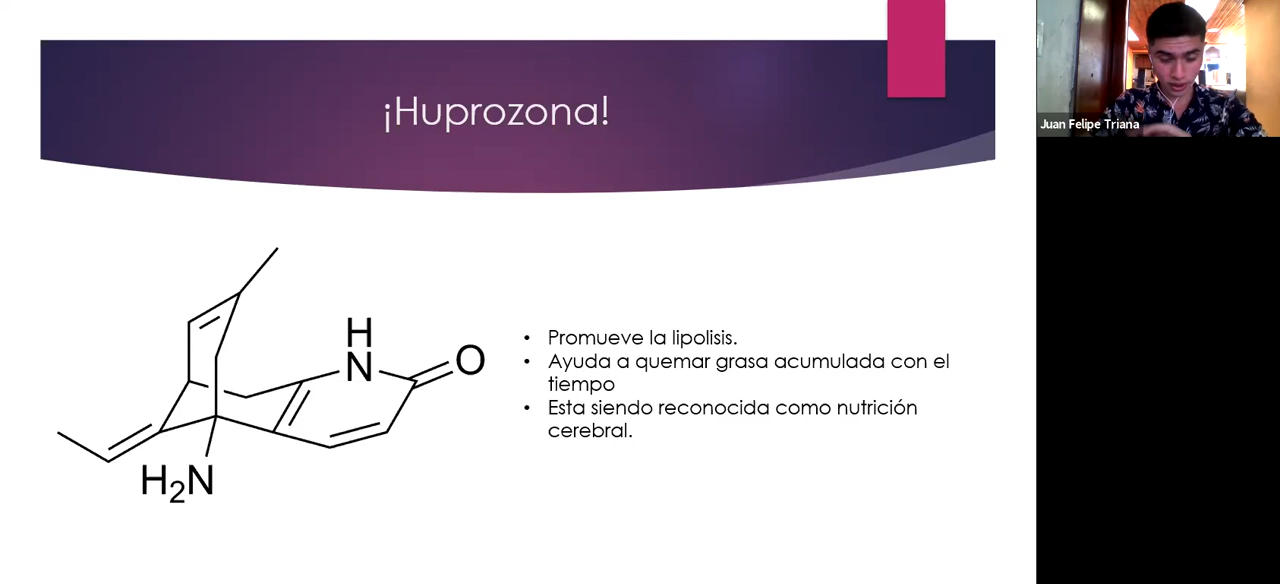 ¡Huprozona!
Juan Felipe Triana
H
N
O
H2N
• Promueve la lipolisis.
• Ayuda a quemar grasa acumulada con el
tiempo
• Esta siendo reconocida como nutrición
cerebral.